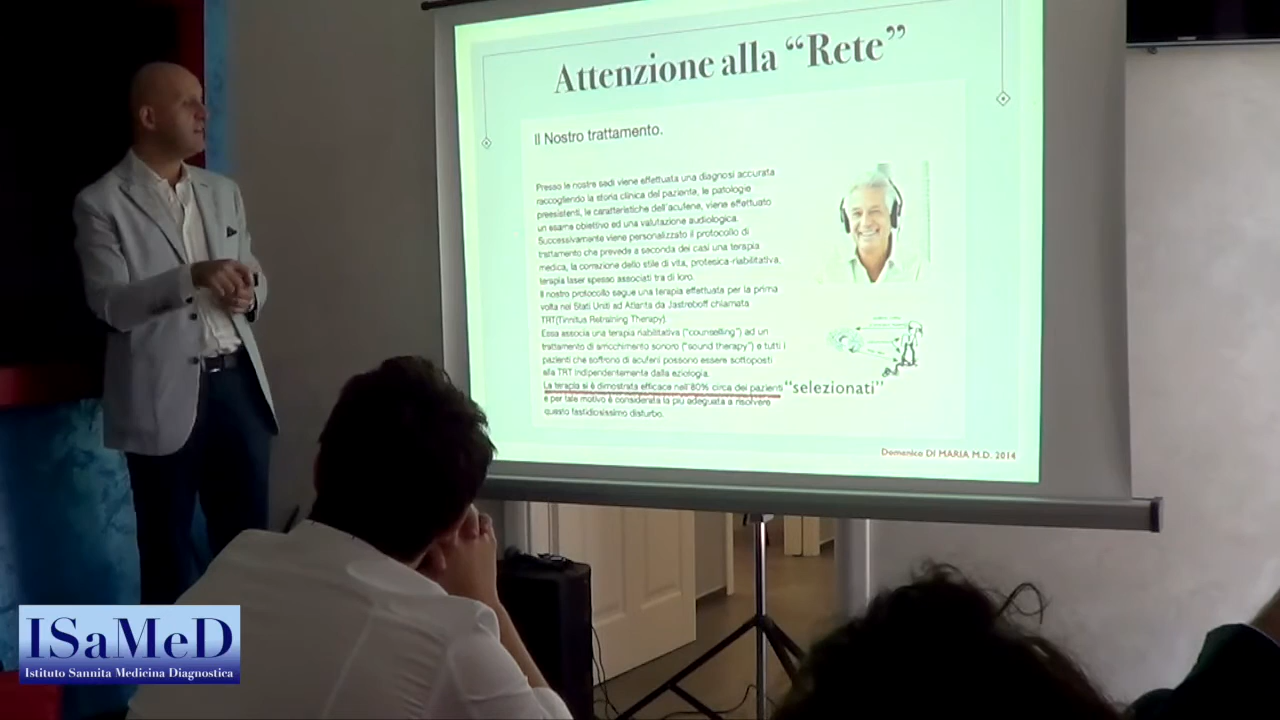 Attenzione alla “Rete”
Il Nostro trattamento.
Presso le nostre sedi viene effettuata una diagnosi accurata
raccogliendo la storia clinica del paziente, le patologie
preesistenti, le caratteristiche dell'acufene, viene effettuato
un esame obiettivo ed una valutazione audiologica.
Successivamente viene personalizzato il protocollo di
trattamento che prevede a seconda dei casi una terapia
medica, la correzione dello stile di vita, protesica-riabilitativa,
terapia laser spesso associati tra di loro.
Il nostro protocollo segue una terapia effettuata per la prima
volta nei Stati Uniti ad Atlanta da Jastreboff chiamata
TRT(Tinnitus Retraining Therapy).
Essa associa una terapia riabilitativa ("counselling") ad un
trattamento di arricchimento sonoro ("sound therapy") e tutti i
pazienti che soffrono di acufeni possono essere sottoposti
alla TRT indipendentemente dalla eziologia.
La terapia si è dimostrata efficace nell'80% circa dei pazienti “selezionati”
e per tale motivo è considerata la più adeguata a risolvere
questo fastidiosissimo disturbo.
Domenico DI MARIA M.D. 2014
ISaMeD
Istituto Sannita Medicina Diagnostica